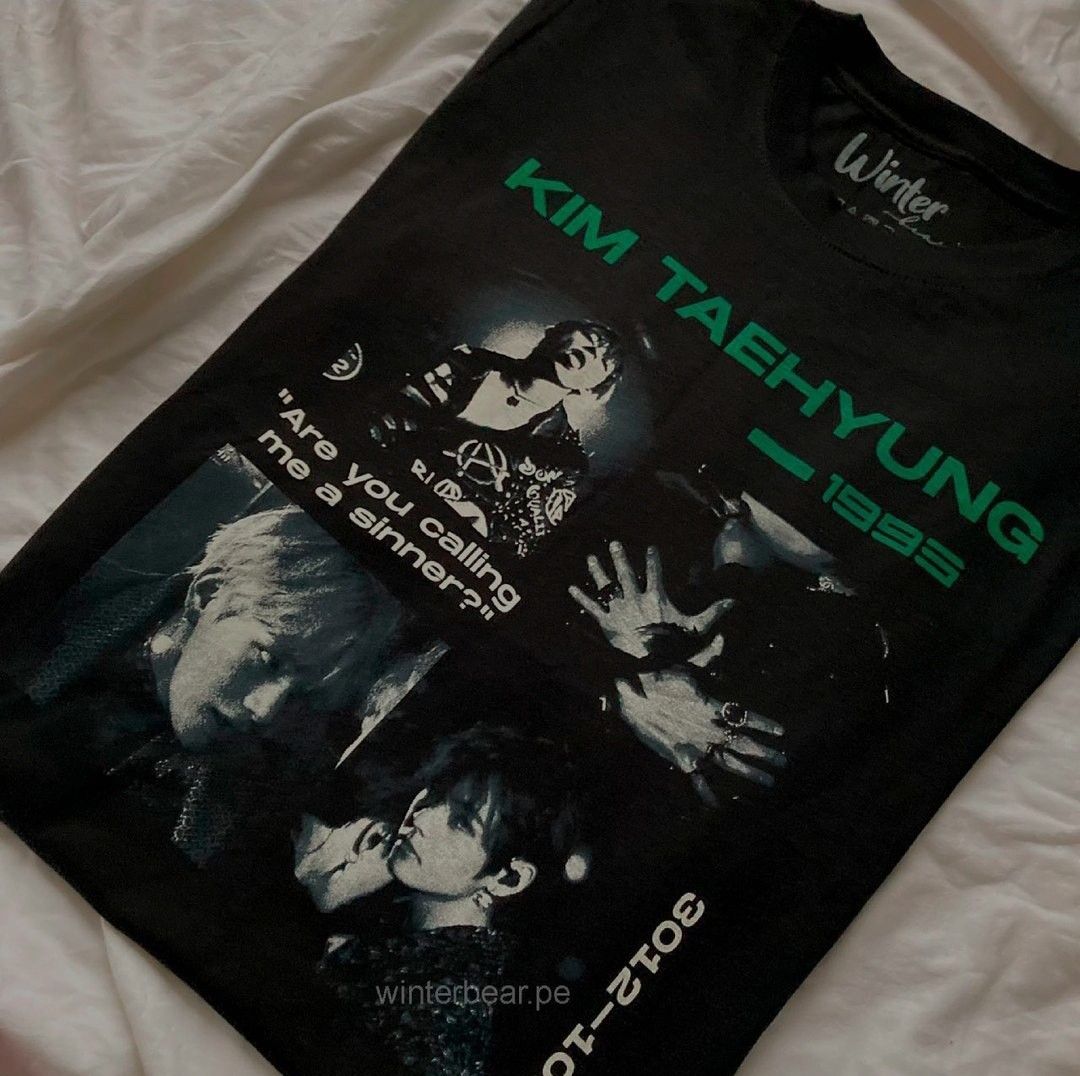 Winter
KIM TAEHYUNG
—1995
"Are you calling
me a sinner?"
3012—10
winterbear.pe